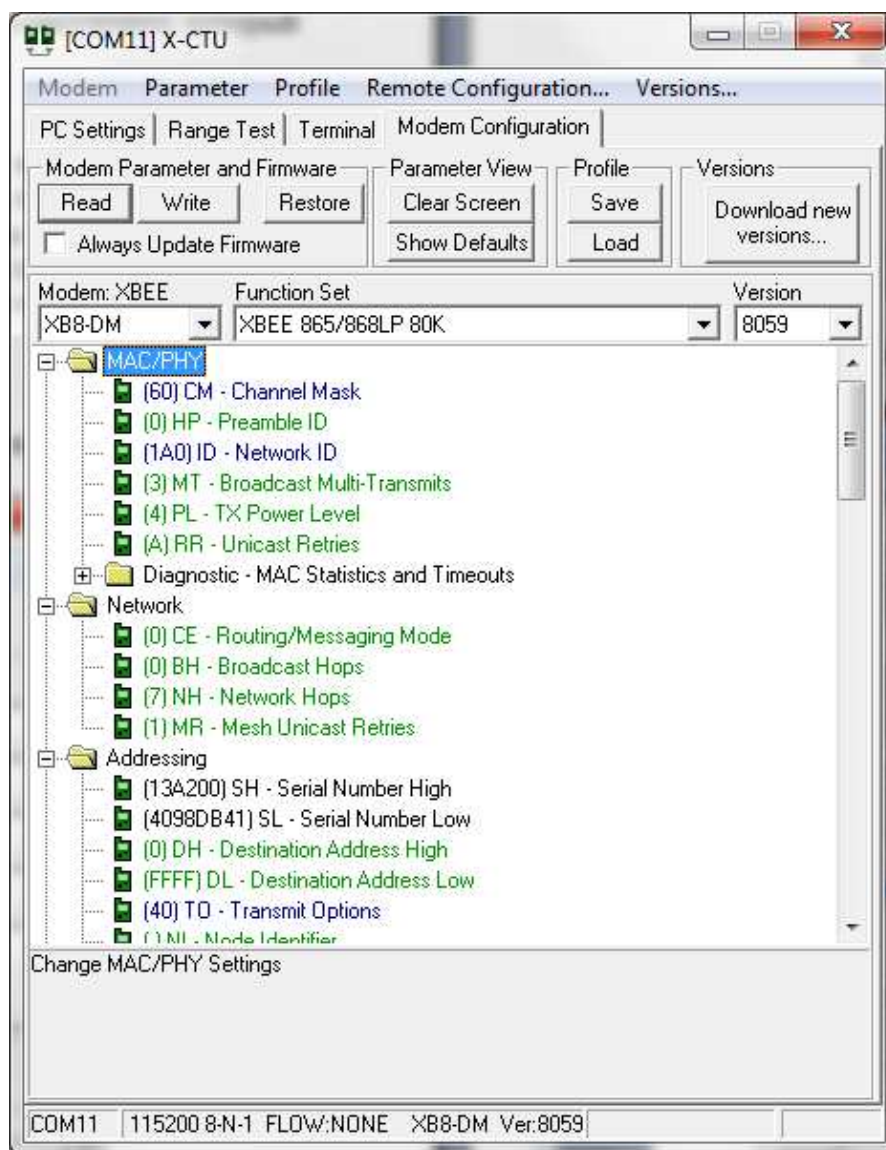 [COM11] X-CTU
Modem Parameter Profile Remote Configuration... Versions...
PC Settings Range Test Terminal Modem Configuration
Modem Parameter and Firmware Parameter View Profile Versions
Read Write Restore Clear Screen Save Download new versions...
Always Update Firmware Show Defaults Load
Modem: XBEE Function Set Version
XB8-DM XBEE 865/868LP 80K 8059
MAC/PHY
(60) CM - Channel Mask
(0) HP - Preamble ID
(1A0) ID - Network ID
(3) MT - Broadcast Multi-Transmits
(4) PL - TX Power Level
(A) RR - Unicast Retries
Diagnostic - MAC Statistics and Timeouts
Network
(0) CE - Routing/Messaging Mode
(0) BH - Broadcast Hops
(7) NH - Network Hops
(1) MR - Mesh Unicast Retries
Addressing
(13A200) SH - Serial Number High
(4098DB41) SL - Serial Number Low
(0) DH - Destination Address High
(FFFF) DL - Destination Address Low
(40) TO - Transmit Options
( ) NI - Node Identifier
Change MAC/PHY Settings
COM11 115200 8-N-1 FLOW:NONE XB8-DM Ver:8059